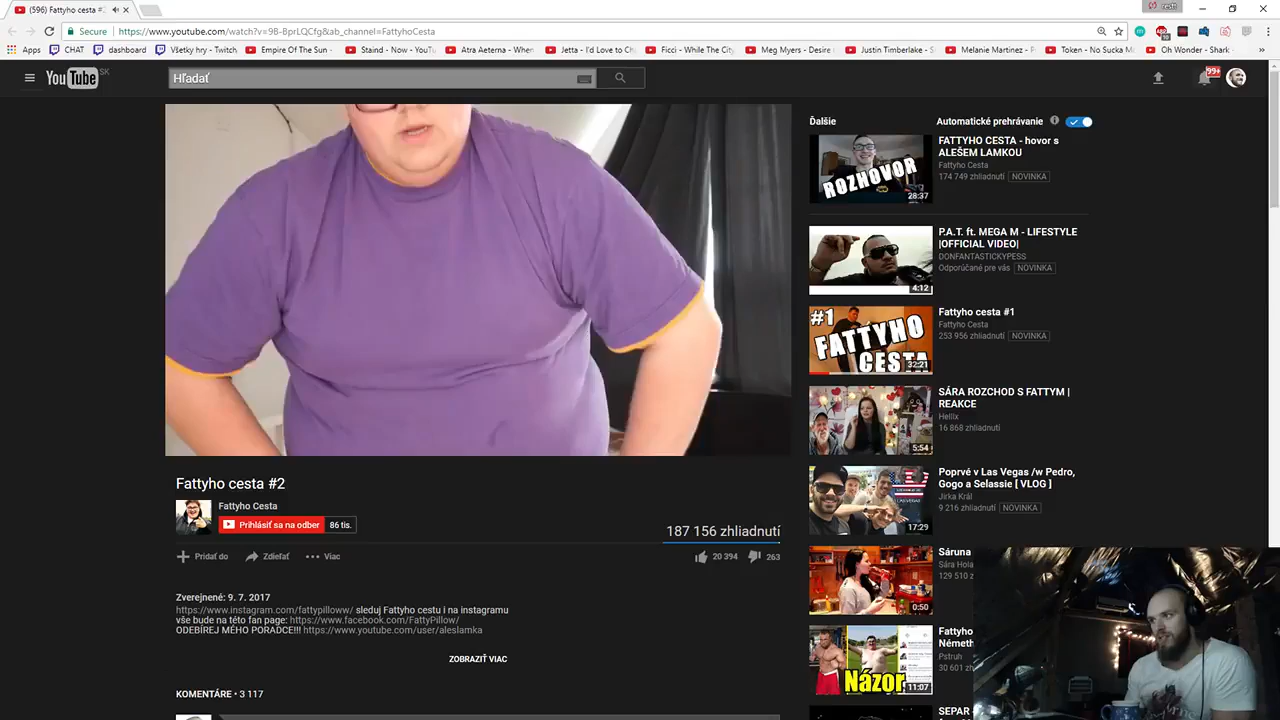 (596) Fattyho cesta #2
Secure
https://www.youtube.com/watch?v=9B-BprLQCfg&ab_channel=FattyhoCesta
Apps
CHAT
dashboard
Všetky hry - Twitch
Empire Of The Sun -
Staind - Now - YouTu
Atra Aeterna - When
Jetta - I'd Love to Ch
Ficci - While The City
Meg Myers - Desire (
Justin Timberlake - S
Melanie Martinez - P
Token - No Sucka M
Oh Wonder - Shark -
YouTube SK
Hľadať
99+
Ďalšie
Automatické prehrávanie
ROZHOVOR
28:37
FATTYHO CESTA - hovor s
ALEŠEM LAMKOU
Fattyho Cesta
174 749 zhliadnutí
NOVINKA
4:12
P.A.T. ft. MEGA M - LIFESTYLE
|OFFICIAL VIDEO|
DONFANTASTICKYPESS
Odporúčané pre vás
NOVINKA
#1
FATTYHO
CESTA
32:21
Fattyho cesta #1
Fattyho Cesta
253 956 zhliadnutí
NOVINKA
5:54
SÁRA ROZCHOD S FATTYM |
REAKCE
Hellix
16 868 zhliadnutí
17:29
Poprvé v Las Vegas /w Pedro,
Gogo a Selassie [ VLOG ]
Jirka Král
9 216 zhliadnutí
NOVINKA
0:50
Sáruna
Sára Hola
129 510 z
Názor
11:07
Fattyho
Németh
Pstruh
30 601 z
SEPAR -
Fattyho cesta #2
Fattyho Cesta
Prihlásiť sa na odber
86 tis.
187 156 zhliadnutí
Pridať do
Zdieľať
Viac
20 394
263
Zverejnené: 9. 7. 2017
https://www.instagram.com/fattypilloww/ sleduj Fattyho cestu i na instagramu
vše bude na této fan page: https://www.facebook.com/FattyPillow/
ODEBÍREJ MÉHO PORADCE!!! https://www.youtube.com/user/aleslamka
ZOBRAZIŤ VIAC
KOMENTÁRE • 3 117